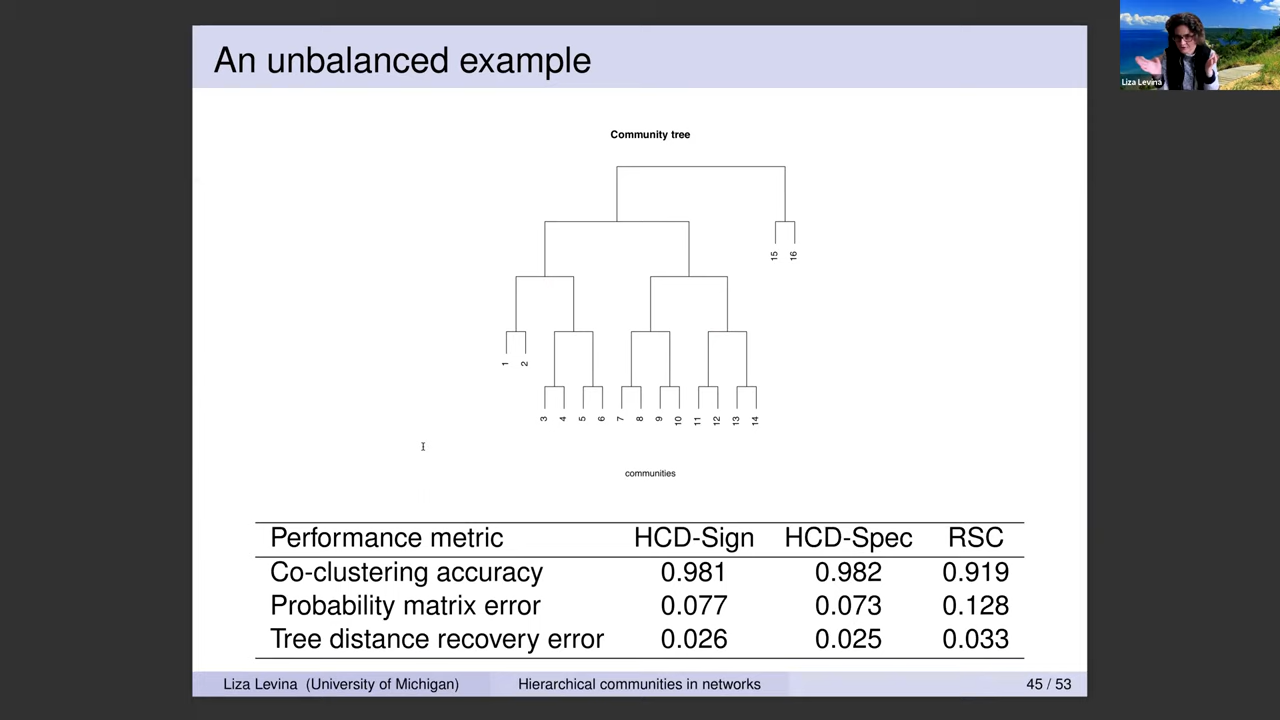 An unbalanced example
Liza Levina
Community tree
15 16
1 2
3 4 5 6 7 8 9 10 11 12 13 14
communities
Performance metric HCD-Sign HCD-Spec RSC
Co-clustering accuracy 0.981 0.982 0.919
Probability matrix error 0.077 0.073 0.128
Tree distance recovery error 0.026 0.025 0.033
Liza Levina (University of Michigan) Hierarchical communities in networks 45 / 53